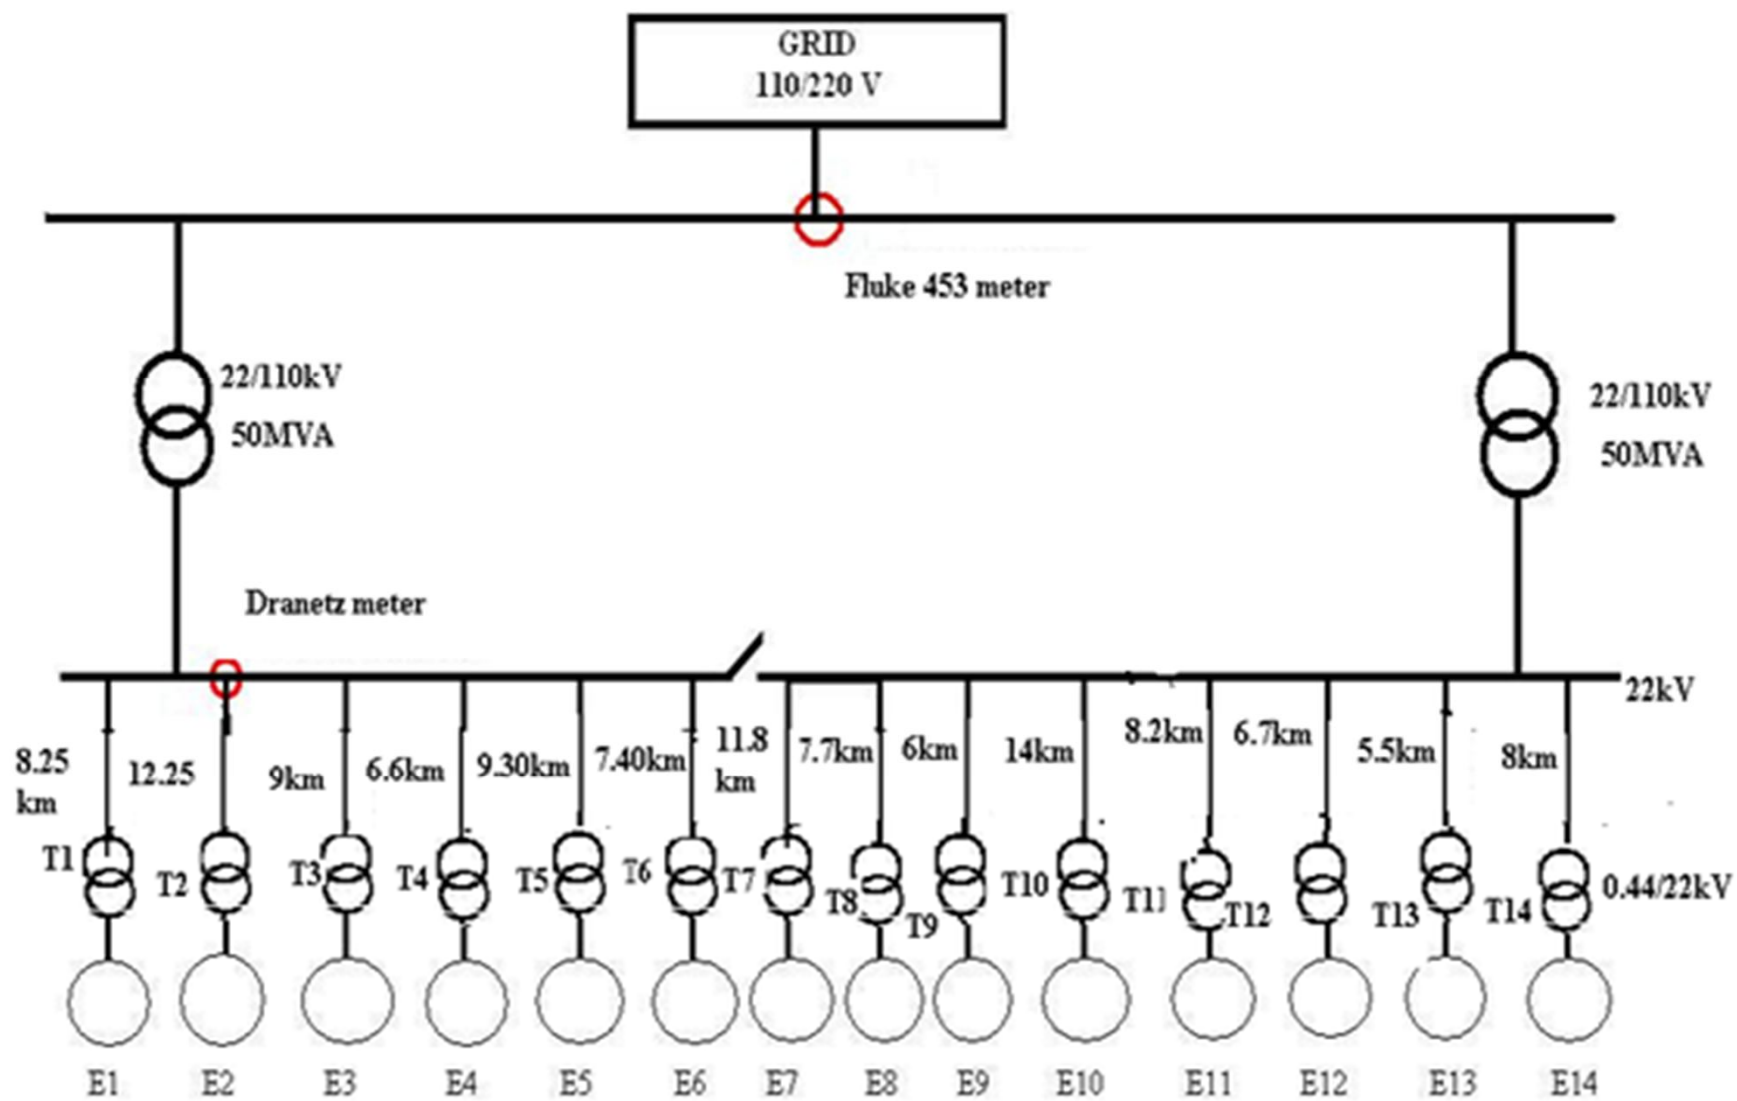 GRID
110/220 V
Fluke 453 meter
22/110kV
50MVA
22/110kV
50MVA
Dranetz meter
22kV
8.25
km
12.25
9km
6.6km
9.30km
7.40km
11.8
km
7.7km
6km
14km
8.2km
6.7km
5.5km
8km
T1
T2
T3
T4
T5
T6
T7
T8
T9
T10
T11
T12
T13
T14
0.44/22kV
E1
E2
E3
E4
E5
E6
E7
E8
E9
E10
E11
E12
E13
E14